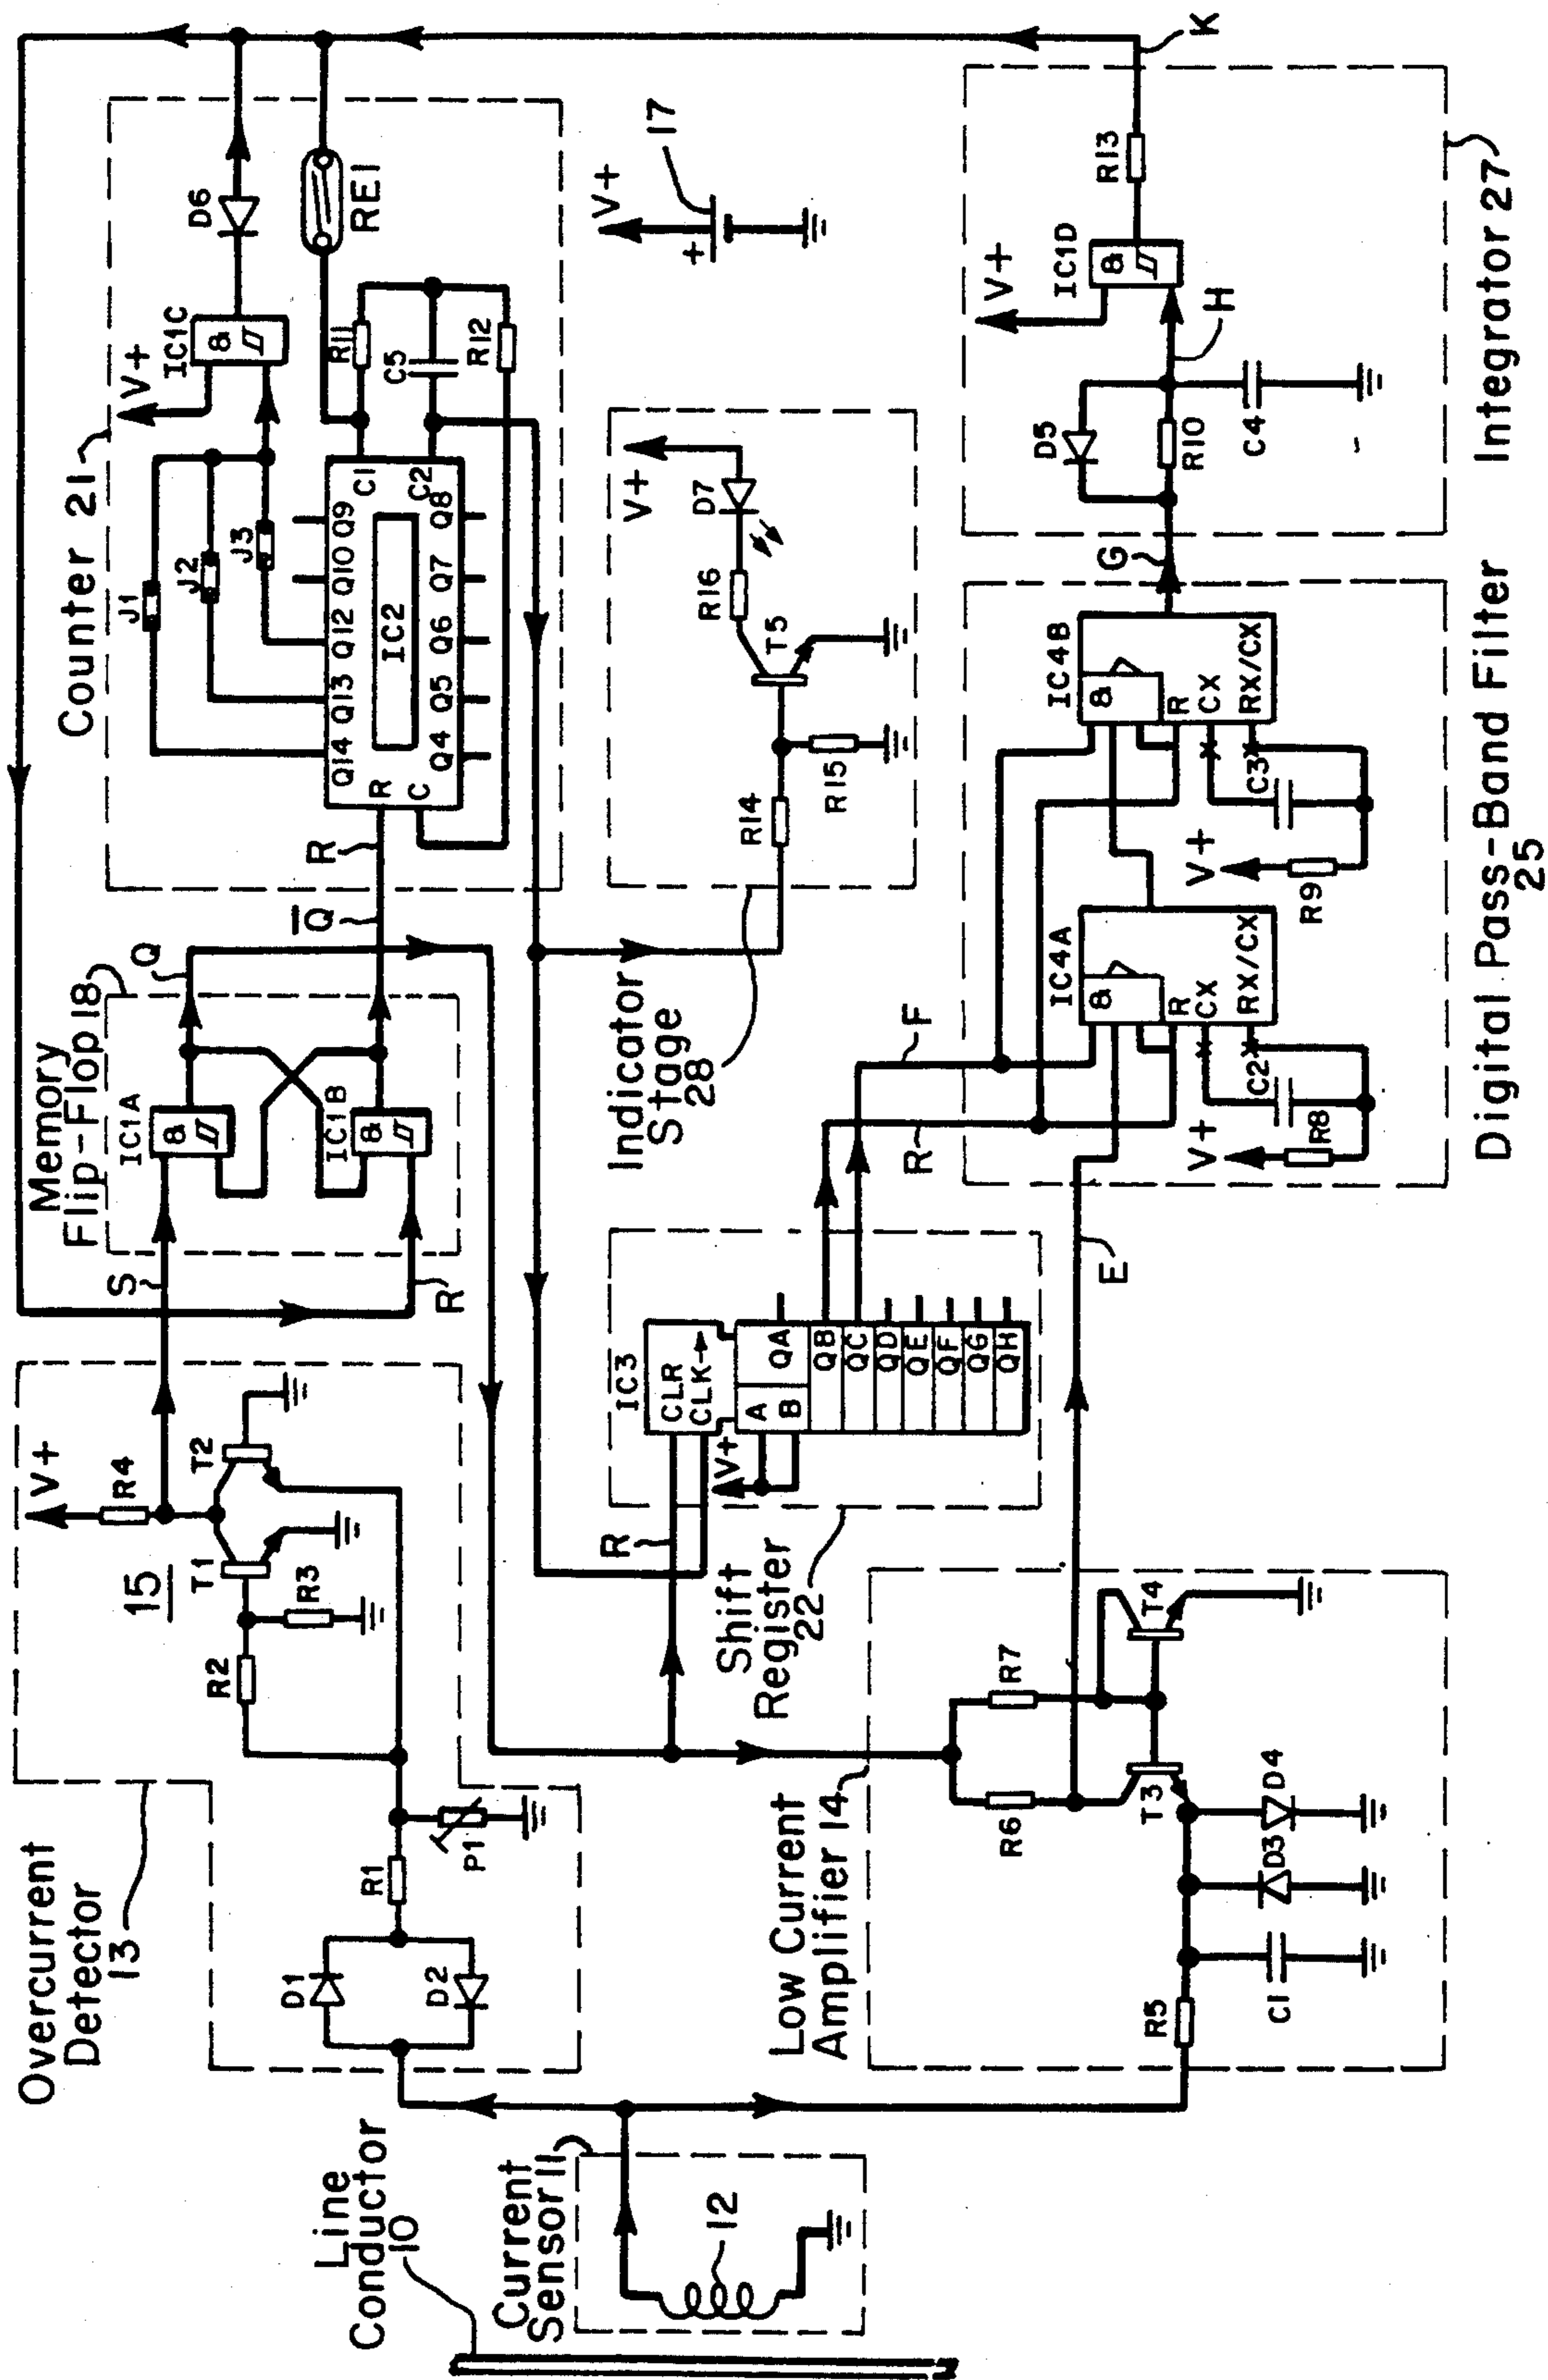 Overcurrent
Detector
13
15
V+
R4
T1
T2
R2
R3
R1
P1
D1
D2
S
R
Memory
Flip-Flop 18
IC1A
IC1B
Q
Q̅
R
Counter 21
J1
J2
J3
V+
IC1C
D6
RE1
Q14
Q13
Q12
Q10
Q9
R
C
IC2
C1
C2
Q4
Q5
Q6
Q7
Q8
R11
C5
R12
&
&
&
V+
17
+
Line
Conductor
10
Current
Sensor 11
12
Low Current
Amplifier 14
R5
C1
D3
D4
R6
R7
T3
T4
Shift
Register
22
R
IC3
CLR
CLK
V+
A
B
QA
QB
QC
QD
QE
QF
QG
QH
Indicator
Stage
28
R14
R15
T5
R16
D7
V+
E
F
R
IC4A
&
R
CX
RX/CX
C2
V+
R8
IC4B
&
R
CX
RX/CX
C3
V+
R9
Digital Pass-Band Filter
25
G
D5
R10
C4
H
V+
IC1D
&
R13
K
Integrator 27